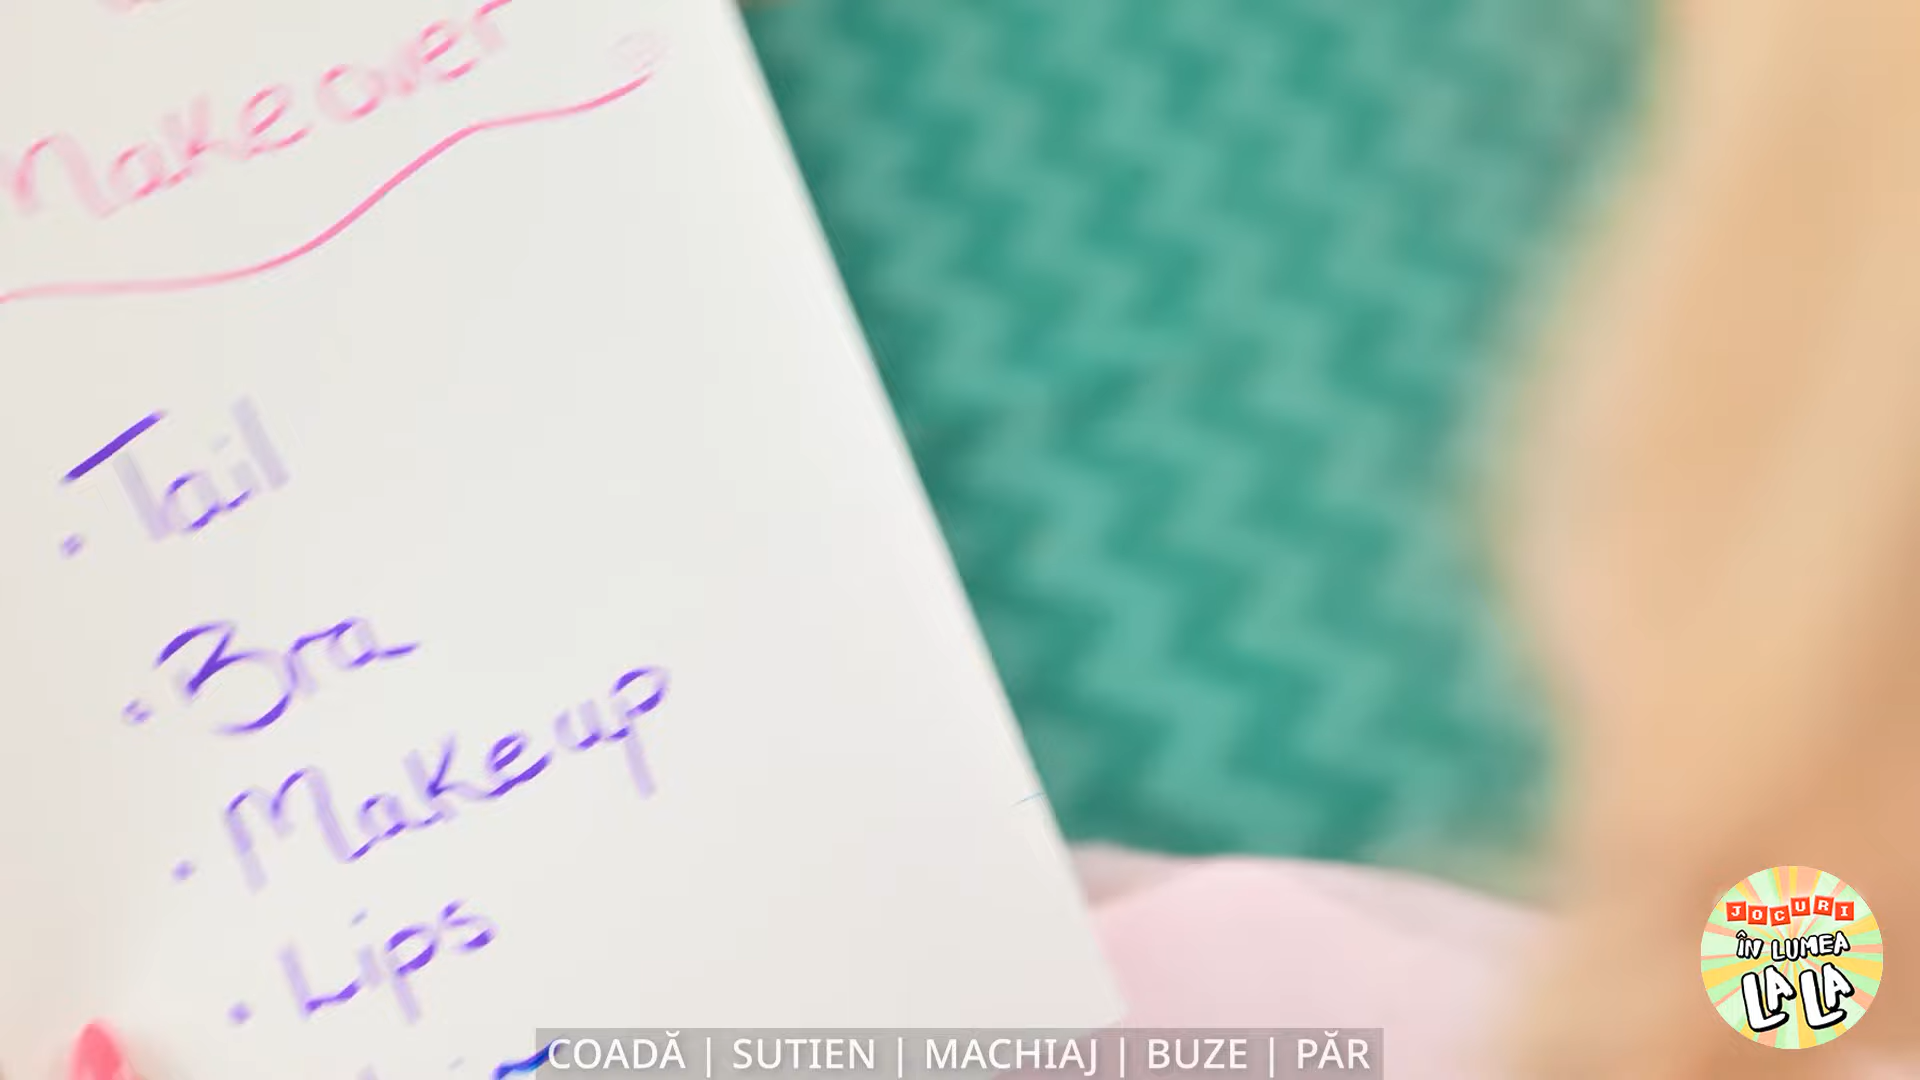 Makeover
· Tail
· Bra
· Makeup
· Lips
COADĂ | SUTIEN | MACHIAJ | BUZE | PĂR
JOCURI
ÎN LUMEA
LA LA